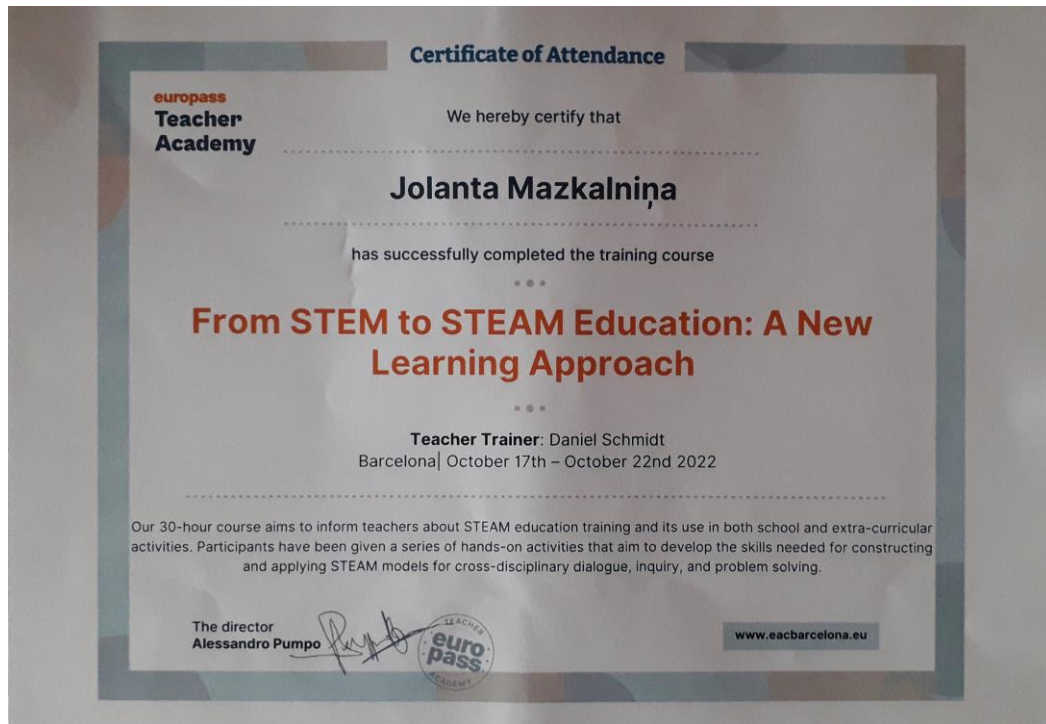 Certificate of Attendance
europass
Teacher
Academy
We hereby certify that
Jolanta Mazkalniņa
has successfully completed the training course
From STEM to STEAM Education: A New
Learning Approach
Teacher Trainer: Daniel Schmidt
Barcelona| October 17th – October 22nd 2022
Our 30-hour course aims to inform teachers about STEAM education training and its use in both school and extra-curricular
activities. Participants have been given a series of hands-on activities that aim to develop the skills needed for constructing
and applying STEAM models for cross-disciplinary dialogue, inquiry, and problem solving.
The director
Alessandro Pumpo
TEACHER
euro
pass
ACADEMY
www.eacbarcelona.eu